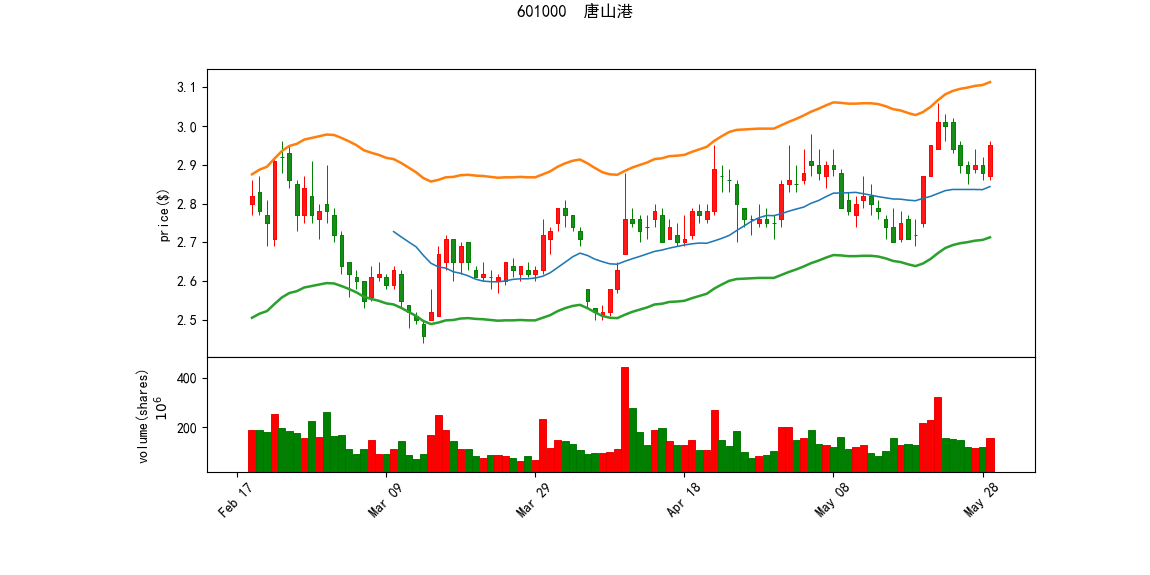 601000 唐山港
3.1
3.0
2.9
2.8
2.7
2.6
2.5
price($)
400
200
volume(shares)
10⁶
Feb 17
Mar 09
Mar 29
Apr 18
May 08
May 28